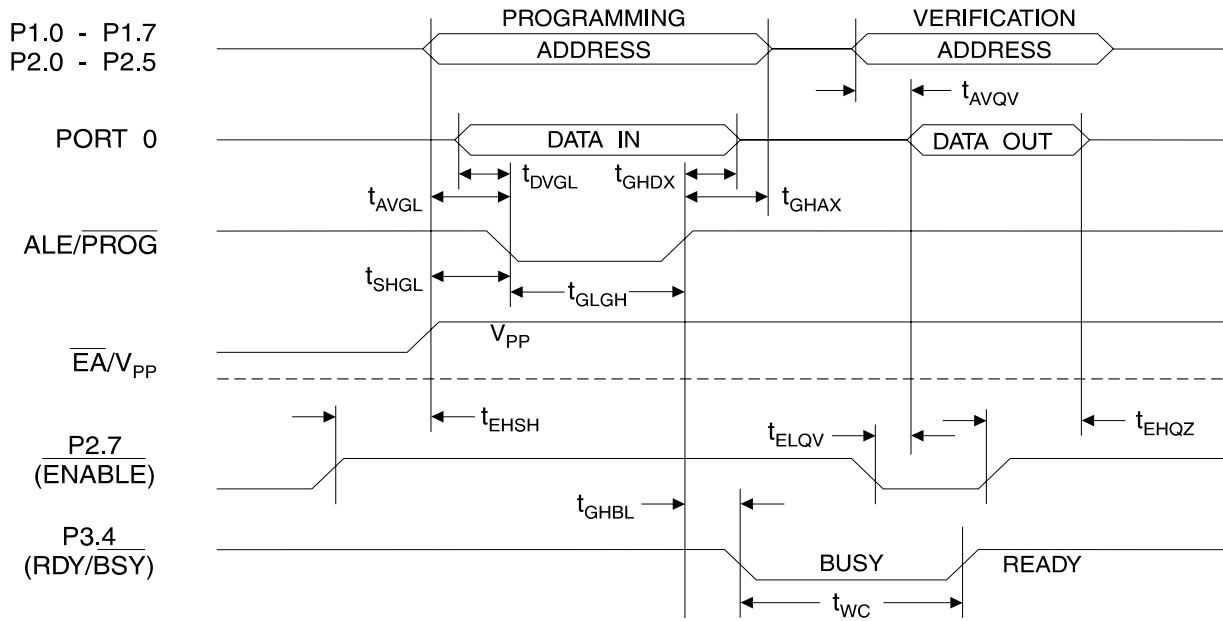 PROGRAMMING
VERIFICATION
P1.0 - P1.7
P2.0 - P2.5
ADDRESS
ADDRESS
tAVQV
PORT 0
DATA IN
DATA OUT
tDVGL
tGHDX
tAVGL
tGHAX
ALE/PROG
tSHGL
tGLGH
VPP
EA/VPP
tEHSH
tELQV
tEHQZ
P2.7
(ENABLE)
tGHBL
P3.4
(RDY/BSY)
BUSY
READY
tWC